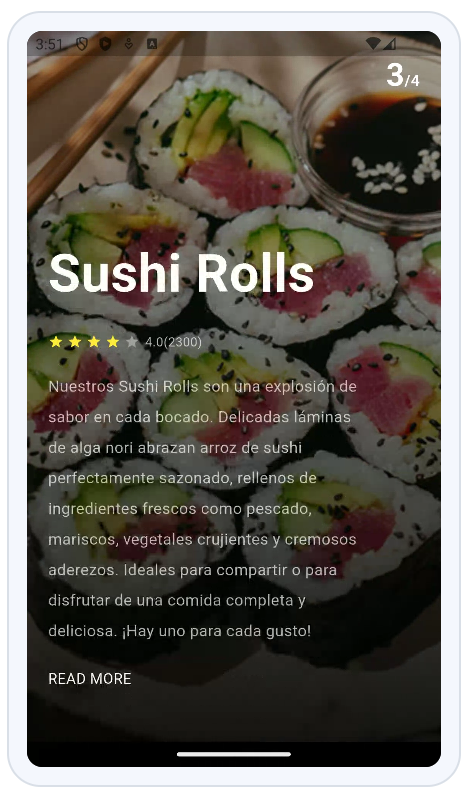 3:51
3/4
Sushi Rolls
4.0(2300)
Nuestros Sushi Rolls son una explosión de
sabor en cada bocado. Delicadas láminas
de alga nori abrazan arroz de sushi
perfectamente sazonado, rellenos de
ingredientes frescos como pescado,
mariscos, vegetales crujientes y cremosos
aderezos. Ideales para compartir o para
disfrutar de una comida completa y
deliciosa. ¡Hay uno para cada gusto!
READ MORE